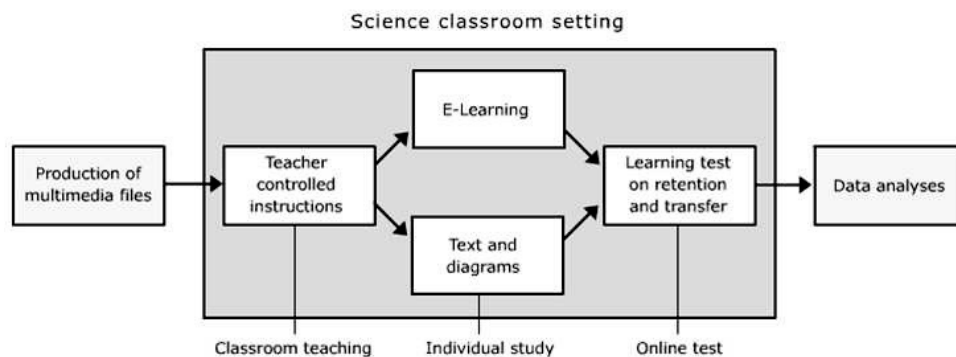 Science classroom setting
E-Learning
Production of
multimedia files
Teacher
controlled
instructions
Learning test
on retention
and transfer
Data analyses
Text and
diagrams
Classroom teaching
Individual study
Online test